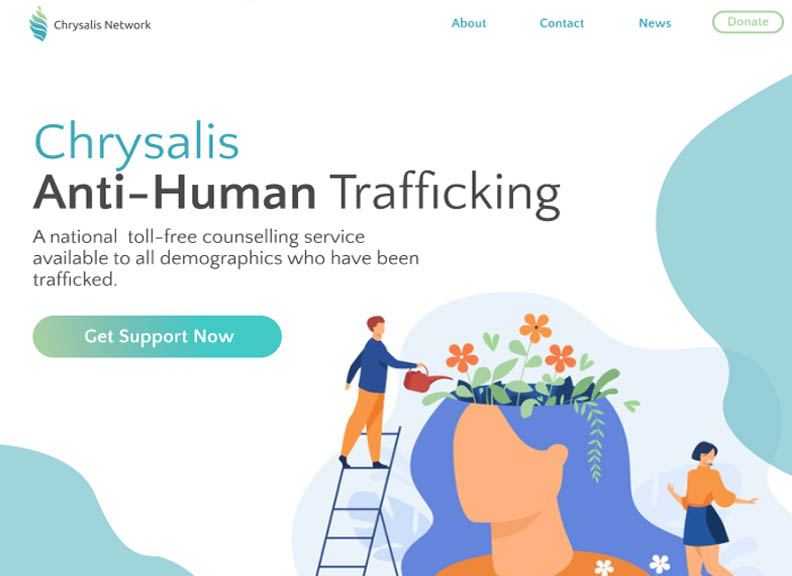 Chrysalis Network
About
Contact
News
Donate
Chrysalis
Anti-Human Trafficking
A national  toll-free counselling service
available to all demographics who have been
trafficked.
Get Support Now